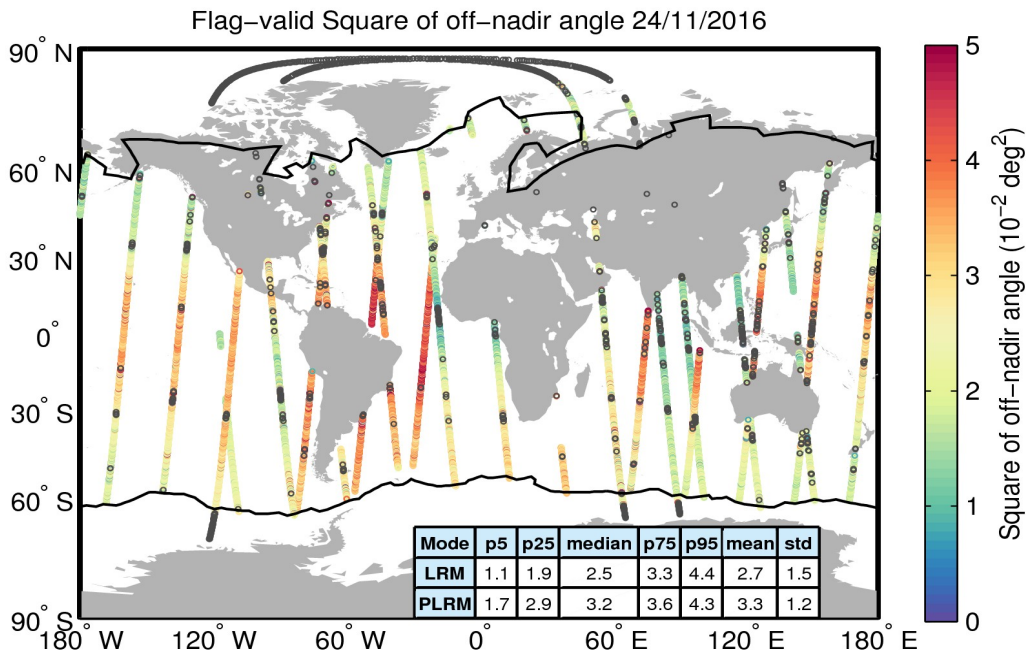 Flag−valid Square of off−nadir angle 24/11/2016
90° N
60° N
30° N
0°
30° S
60° S
90° S
180° W
120° W
60° W
0°
60° E
120° E
180° E
Mode p5 p25 median p75 p95 mean std
LRM 1.1 1.9 2.5 3.3 4.4 2.7 1.5
PLRM 1.7 2.9 3.2 3.6 4.3 3.3 1.2
5
4
3
2
1
0
Square of off−nadir angle (10⁻² deg²)